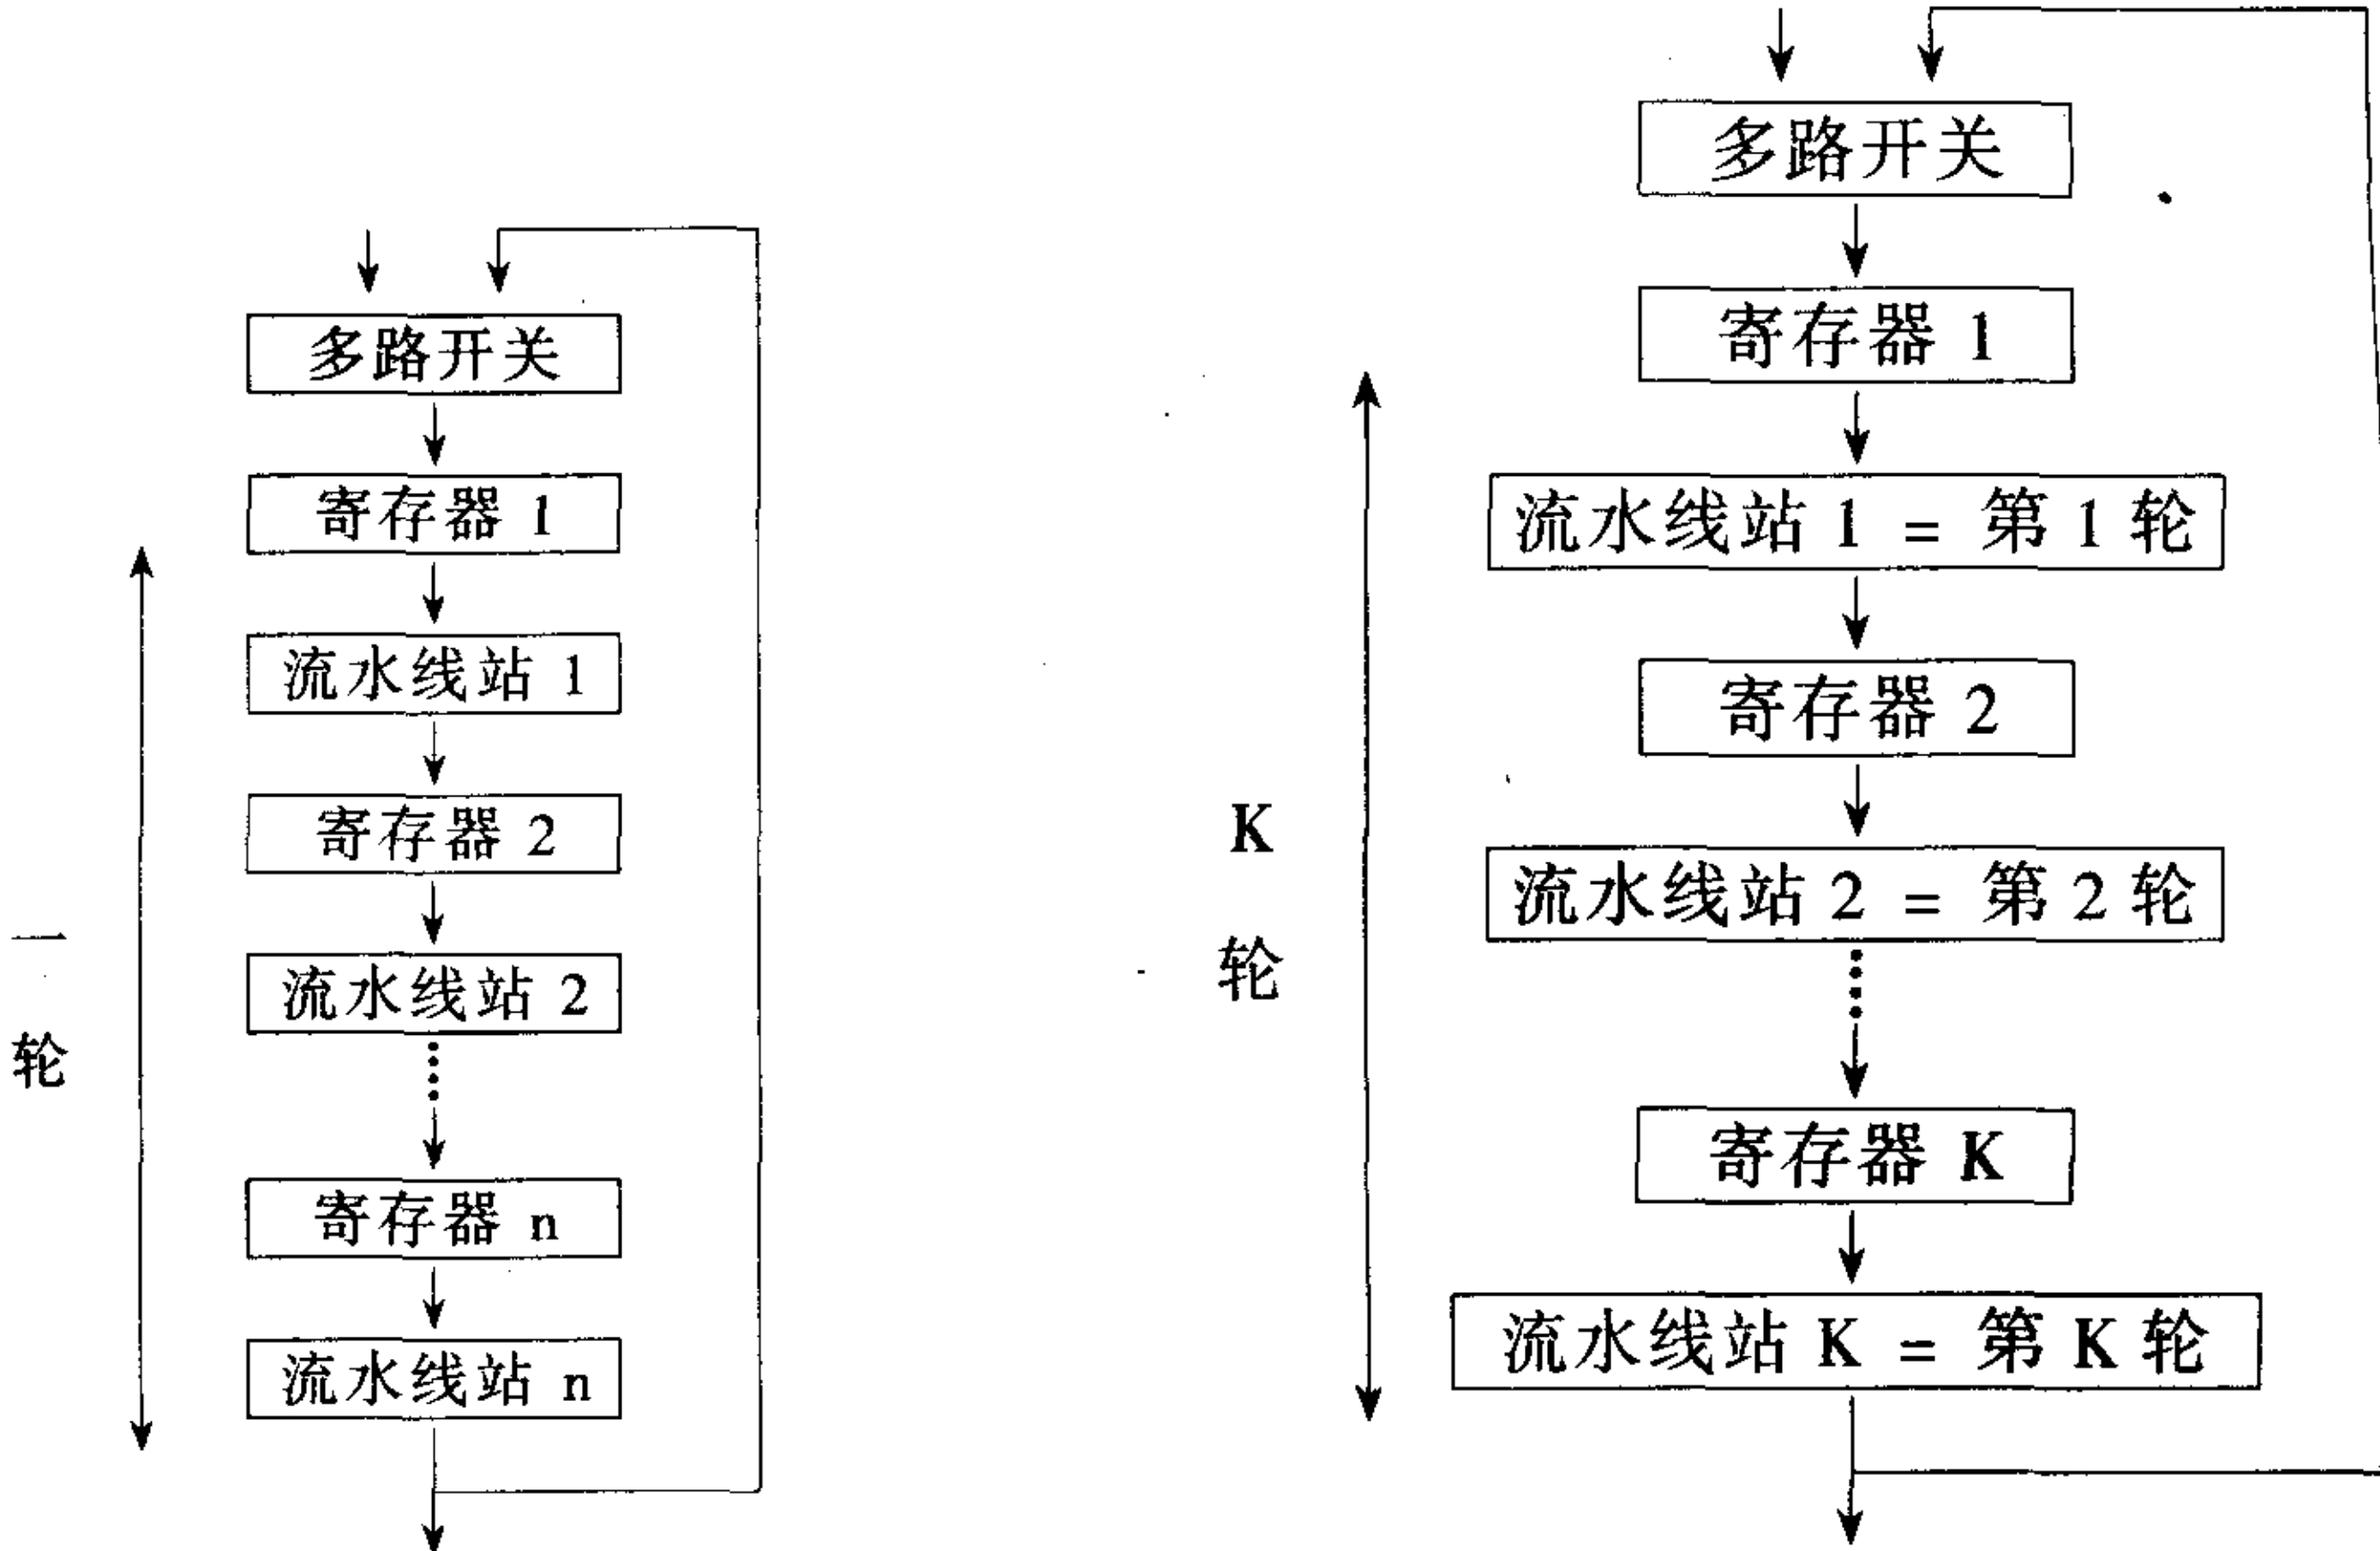 多路开关
寄存器 1
流水线站 1
寄存器 2
流水线站 2
寄存器 n
流水线站 n
一
轮
多路开关
寄存器 1
流水线站 1 = 第 1 轮
寄存器 2
流水线站 2 = 第 2 轮
寄存器 K
流水线站 K = 第 K 轮
K
轮